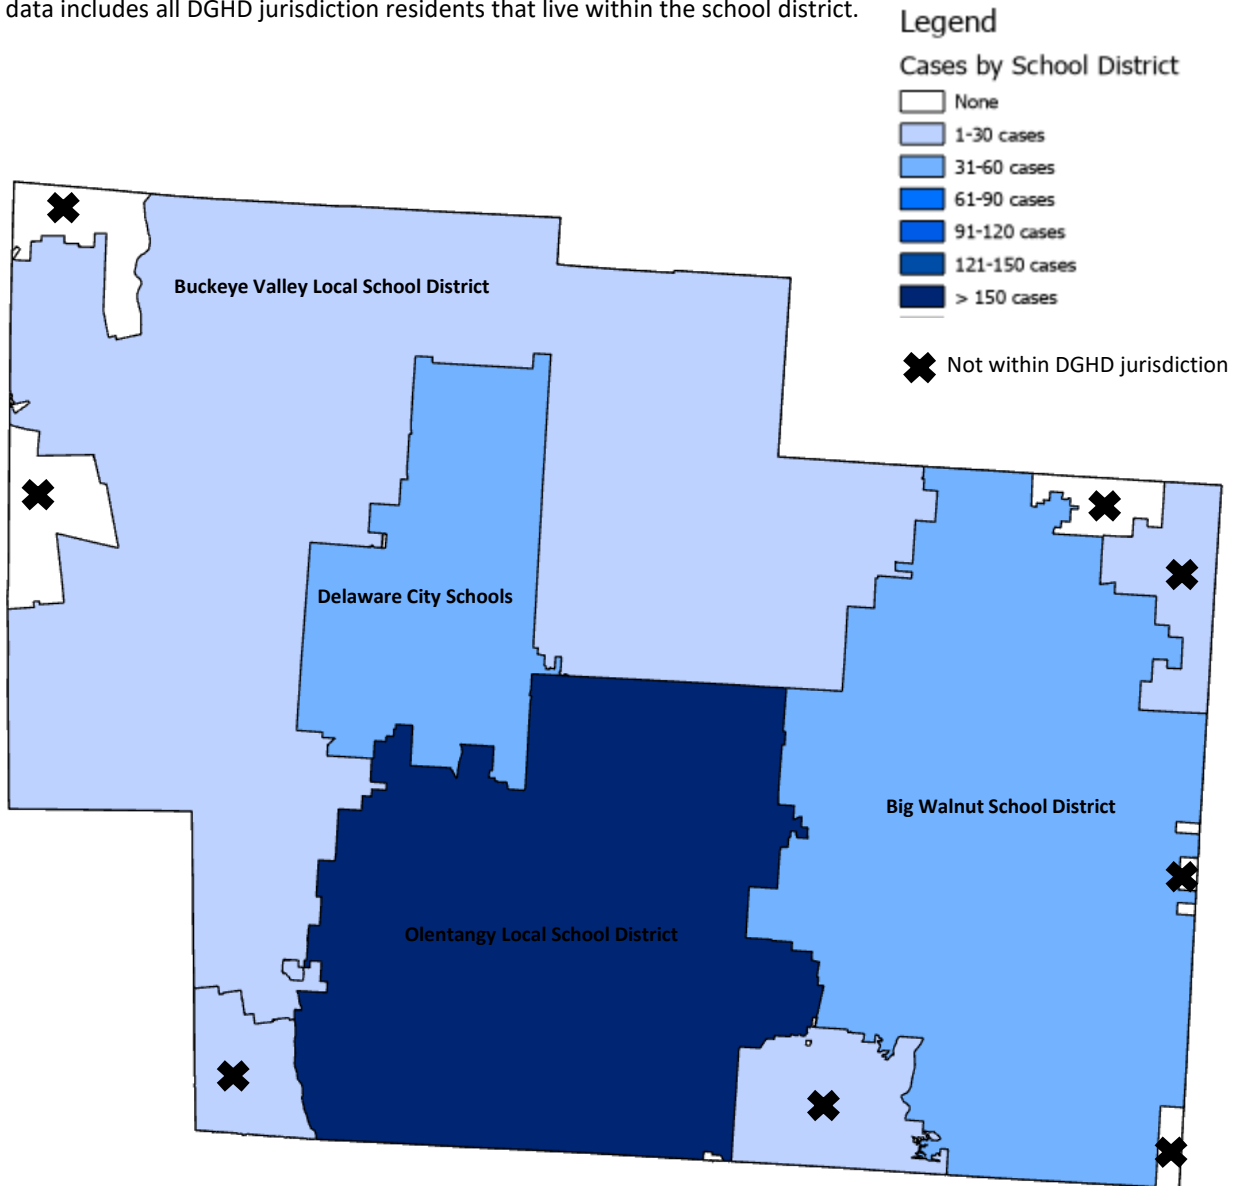 data includes all DGHD jurisdiction residents that live within the school district.
Legend
Cases by School District
None
1-30 cases
31-60 cases
61-90 cases
91-120 cases
121-150 cases
> 150 cases
Not within DGHD jurisdiction
Buckeye Valley Local School District
Delaware City Schools
Big Walnut School District
Olentangy Local School District